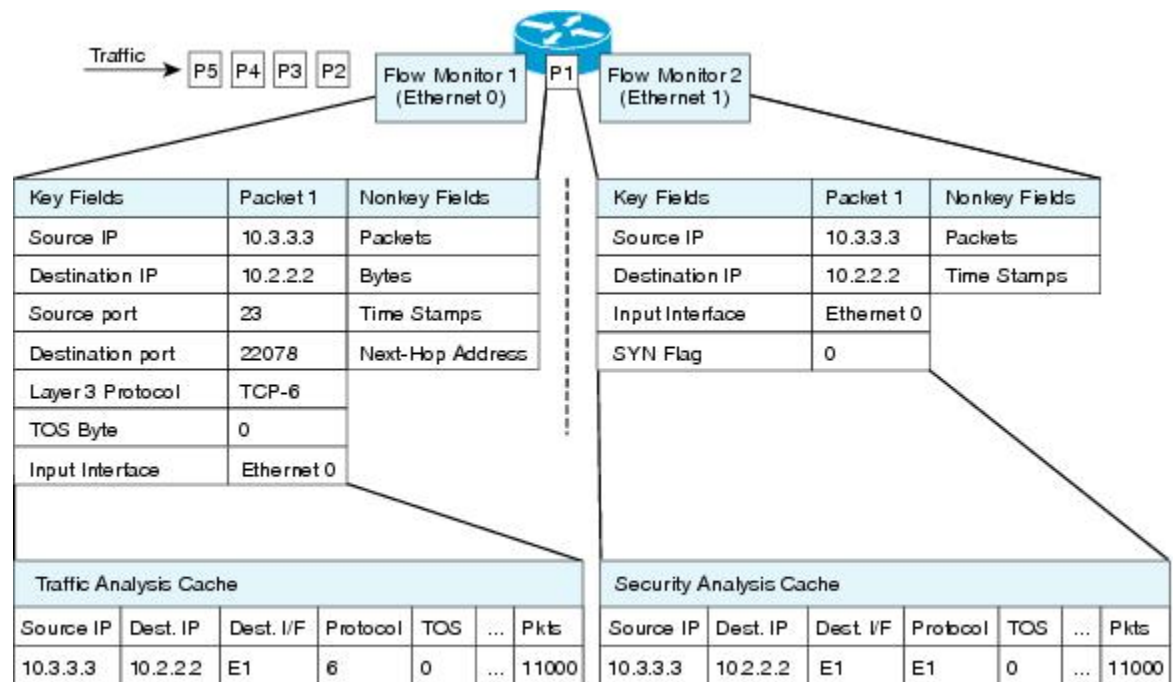 Traffic P5 P4 P3 P2
Flow Monitor 1
(Ethernet 0)
P1
Flow Monitor 2
(Ethernet 1)
Key Fields Packet 1 Nonkey Fields
Source IP 10.3.3.3 Packets
Destination IP 10.2.2.2 Bytes
Source port 23 Time Stamps
Destination port 22078 Next-Hop Address
Layer 3 Protocol TCP-6
TOS Byte 0
Input Interface Ethernet 0
Key Fields Packet 1 Nonkey Fields
Source IP 10.3.3.3 Packets
Destination IP 10.2.2.2 Time Stamps
Input Interface Ethernet 0
SYN Flag 0
Traffic Analysis Cache
Source IP Dest. IP Dest. I/F Protocol TOS ... Pkts
10.3.3.3 10.2.2.2 E1 6 0 ... 11000
Security Analysis Cache
Source IP Dest. IP Dest. I/F Protocol TOS ... Pkts
10.3.3.3 10.2.2.2 E1 E1 0 ... 11000